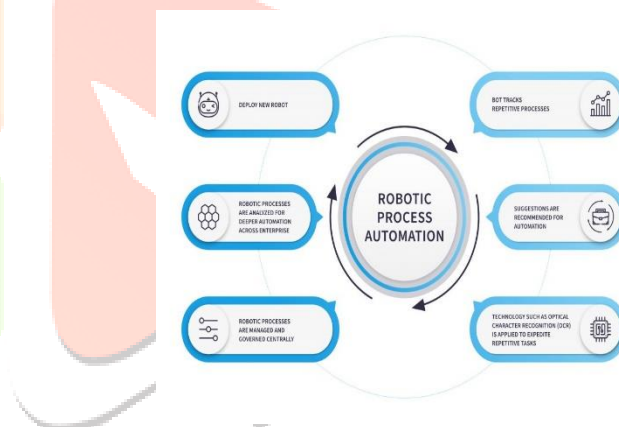 DEPLOY NEW ROBOT
ROBOTIC PROCESSES
ARE ANALIZED FOR
DEEPER AUTOMATION
ACROSS ENTERPRISE
ROBOTIC PROCESSES
ARE MANAGED AND
GOVERNED CENTRALLY
ROBOTIC
PROCESS
AUTOMATION
BOT TRACKS
REPETITIVE PROCESSES
SUGGESTIONS ARE
RECOMMENDED FOR
AUTOMATION
TECHNOLOGY SUCH AS OPTICAL
CHARACTER RECOGNITION (OCR)
IS APPLIED TO EXPEDITE
REPETITIVE TASKS